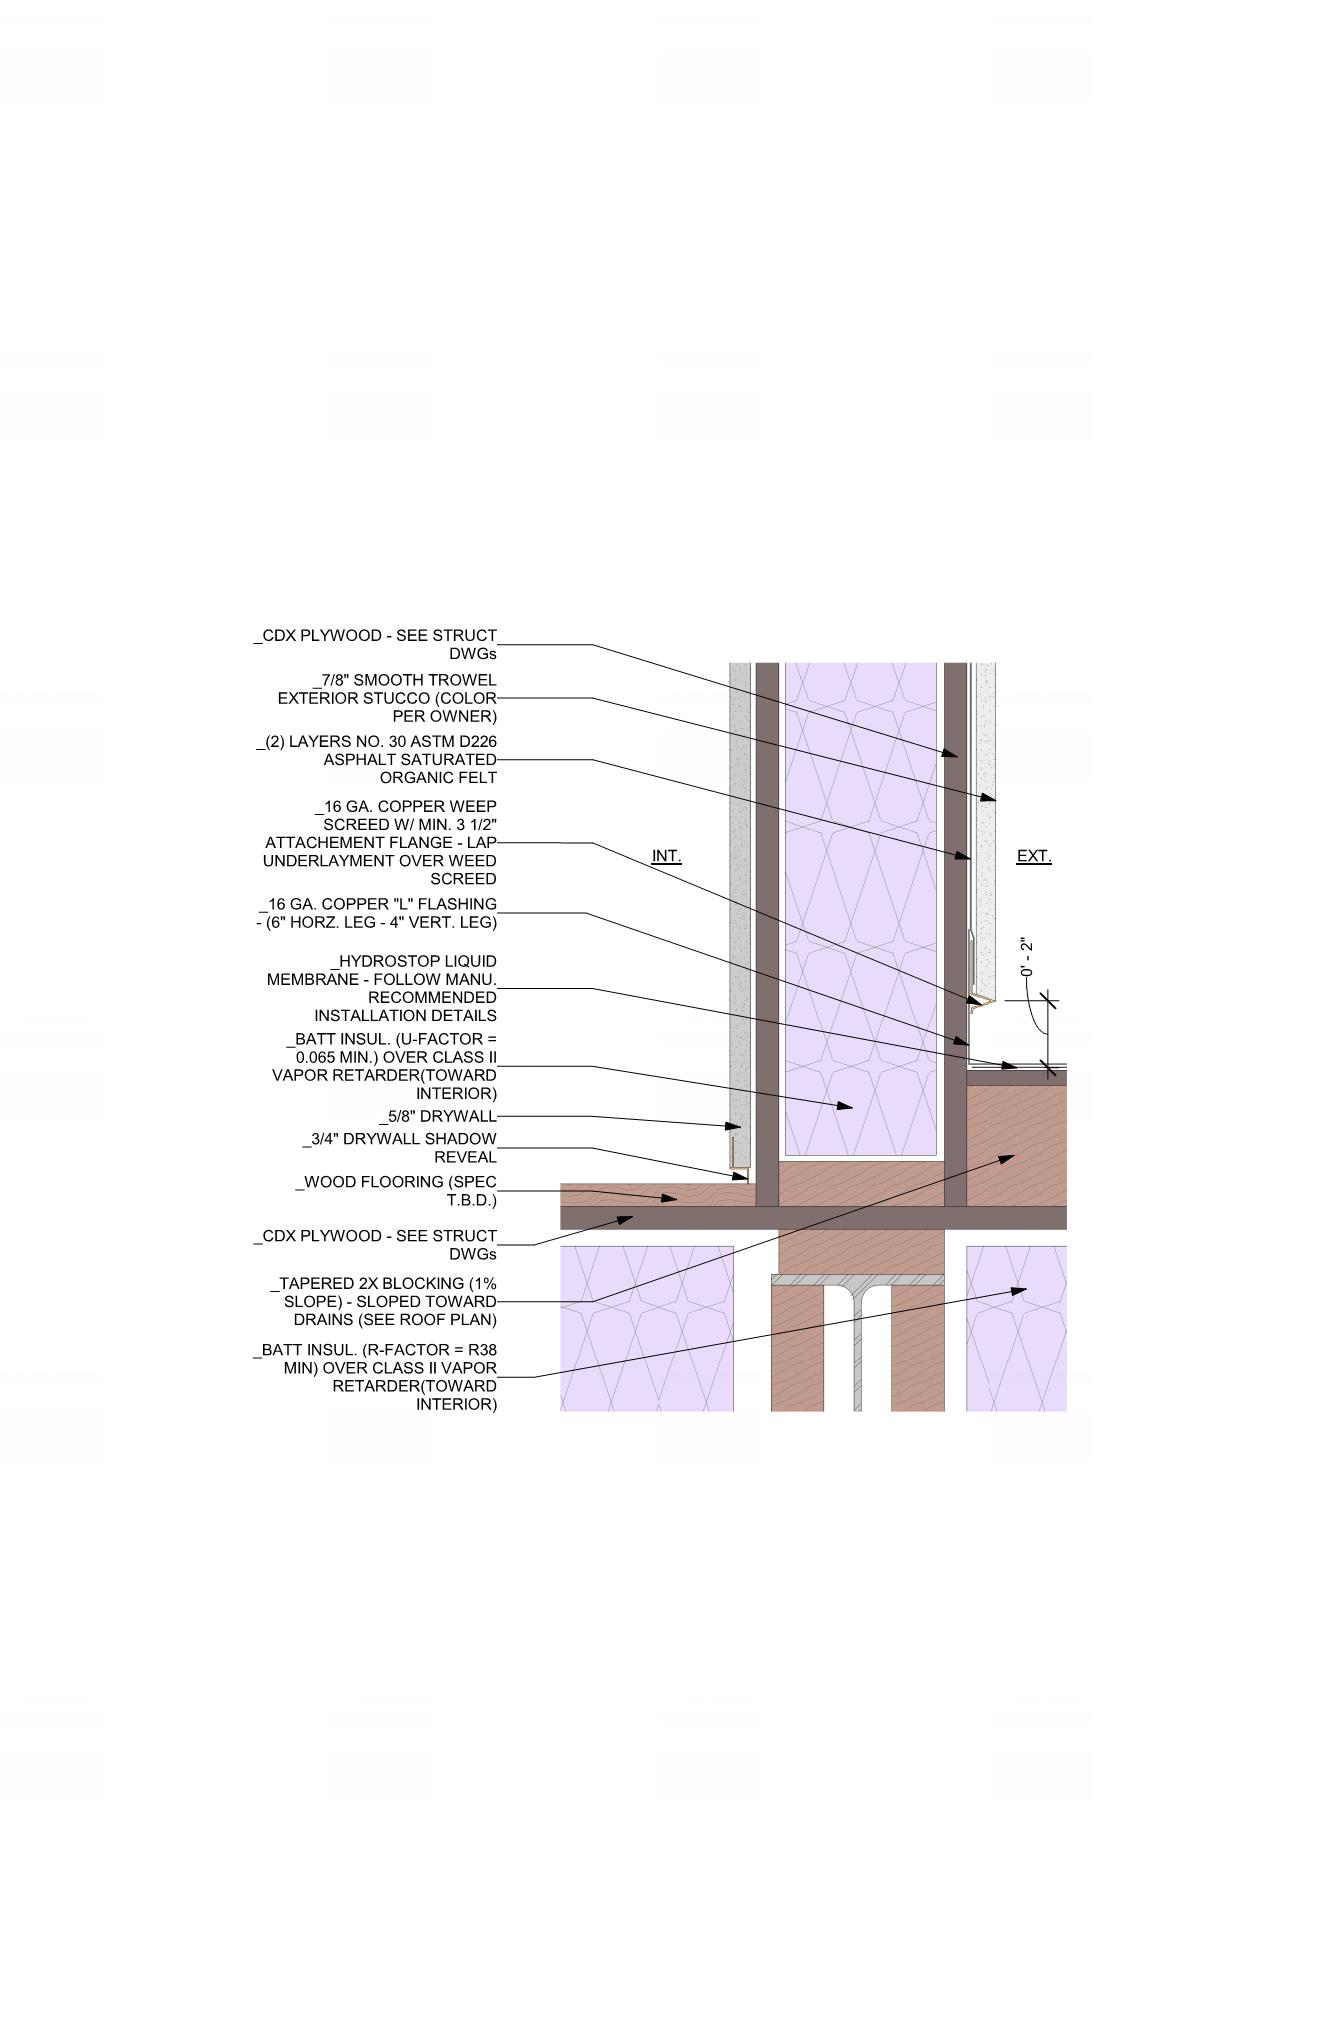 _CDX PLYWOOD - SEE STRUCT
DWGs
_7/8" SMOOTH TROWEL
EXTERIOR STUCCO (COLOR
PER OWNER)
_(2) LAYERS NO. 30 ASTM D226
ASPHALT SATURATED
ORGANIC FELT
_16 GA. COPPER WEEP
SCREED W/ MIN. 3 1/2"
ATTACHEMENT FLANGE - LAP
UNDERLAYMENT OVER WEED
SCREED
_16 GA. COPPER "L" FLASHING
- (6" HORZ. LEG - 4" VERT. LEG)
_HYDROSTOP LIQUID
MEMBRANE - FOLLOW MANU.
RECOMMENDED
INSTALLATION DETAILS
_BATT INSUL. (U-FACTOR =
0.065 MIN.) OVER CLASS II
VAPOR RETARDER(TOWARD
INTERIOR)
_5/8" DRYWALL
_3/4" DRYWALL SHADOW
REVEAL
_WOOD FLOORING (SPEC
T.B.D.)
_CDX PLYWOOD - SEE STRUCT
DWGs
_TAPERED 2X BLOCKING (1%
SLOPE) - SLOPED TOWARD
DRAINS (SEE ROOF PLAN)
_BATT INSUL. (R-FACTOR = R38
MIN) OVER CLASS II VAPOR
RETARDER(TOWARD
INTERIOR)
INT.
EXT.
0' - 2"